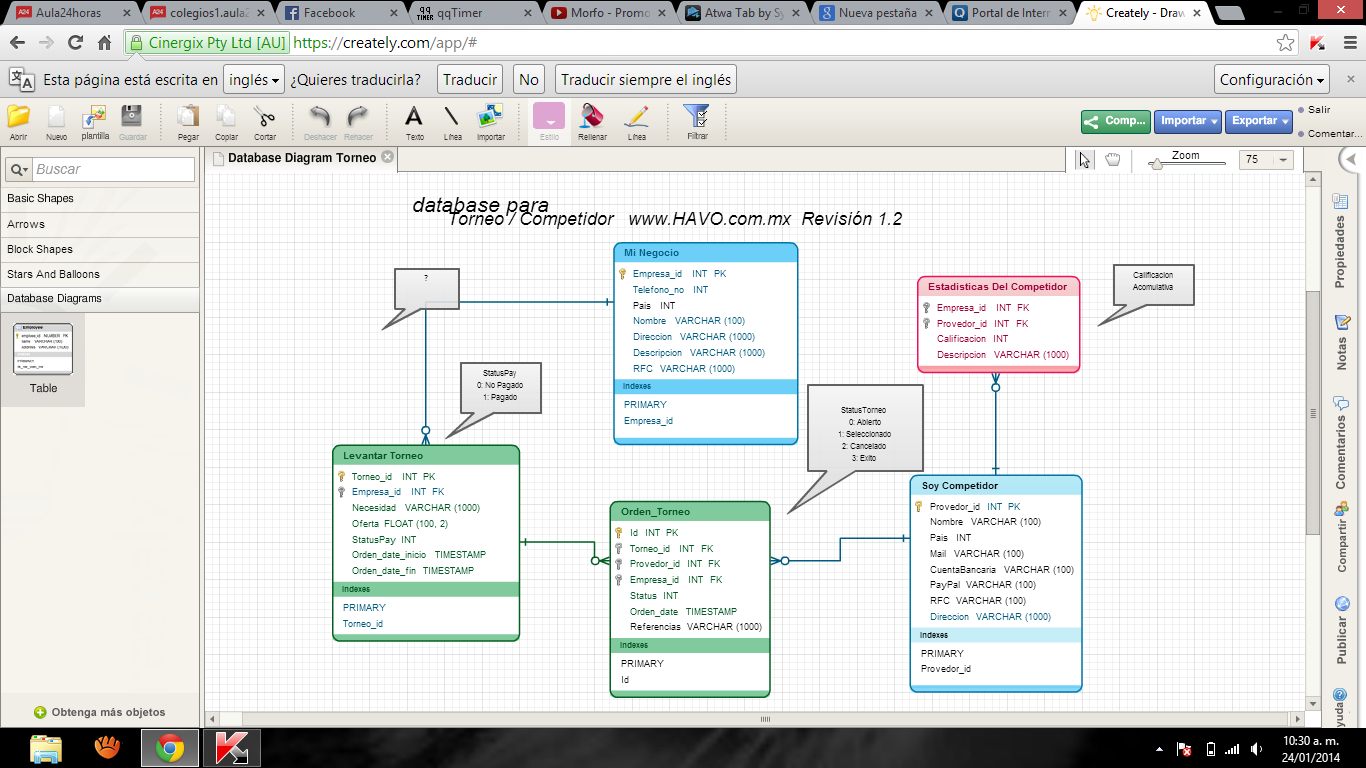 Aula24horas
colegios1.aula2
Facebook
qqTimer
Morfo - Promo
Atwa Tab by Sy
Nueva pestaña
Portal de Intern
Creately - Draw
Cinergix Pty Ltd [AU]
https://creately.com/app/#
Esta página está escrita en inglés ¿Quieres traducirla? Traducir No Traducir siempre el inglés Configuración
Abrir Nuevo plantilla Guardar Pegar Copiar Cortar Deshacer Rehacer Texto Línea Importar Estilo Rellenar Línea Filtrar
Comp... Importar Exportar
Salir
Comentar...
Buscar
Database Diagram Torneo
Zoom
75
Basic Shapes
Arrows
Block Shapes
Stars And Balloons
Database Diagrams
Table
Obtenga más objetos
database para
Torneo / Competidor www.HAVO.com.mx Revisión 1.2
?
Mi Negocio
Empresa_id INT PK
Telefono_no INT
Pais INT
Nombre VARCHAR (100)
Direccion VARCHAR (1000)
Descripcion VARCHAR (1000)
RFC VARCHAR (1000)
Indexes
PRIMARY
Empresa_id
Estadisticas Del Competidor
Empresa_id INT FK
Provedor_id INT FK
Calificacion INT
Descripcion VARCHAR (1000)
Calificacion
Acomulativa
StatusPay
0: No Pagado
1: Pagado
StatusTorneo
0: Abierto
1: Seleccionado
2: Cancelado
3: Exito
Levantar Torneo
Torneo_id INT PK
Empresa_id INT FK
Necesidad VARCHAR (1000)
Oferta FLOAT (100, 2)
StatusPay INT
Orden_date_inicio TIMESTAMP
Orden_date_fin TIMESTAMP
Indexes
PRIMARY
Torneo_id
Orden_Torneo
Id INT PK
Torneo_id INT FK
Provedor_id INT FK
Empresa_id INT FK
Status INT
Orden_date TIMESTAMP
Referencias VARCHAR (1000)
Indexes
PRIMARY
Id
Soy Competidor
Provedor_id INT PK
Nombre VARCHAR (100)
Pais INT
Mail VARCHAR (100)
CuentaBancaria VARCHAR (100)
PayPal VARCHAR (100)
RFC VARCHAR (100)
Direccion VARCHAR (1000)
Indexes
PRIMARY
Provedor_id
Propiedades
Notas
Comentarios
Compartir
Publicar
yuda
10:30 a. m.
24/01/2014